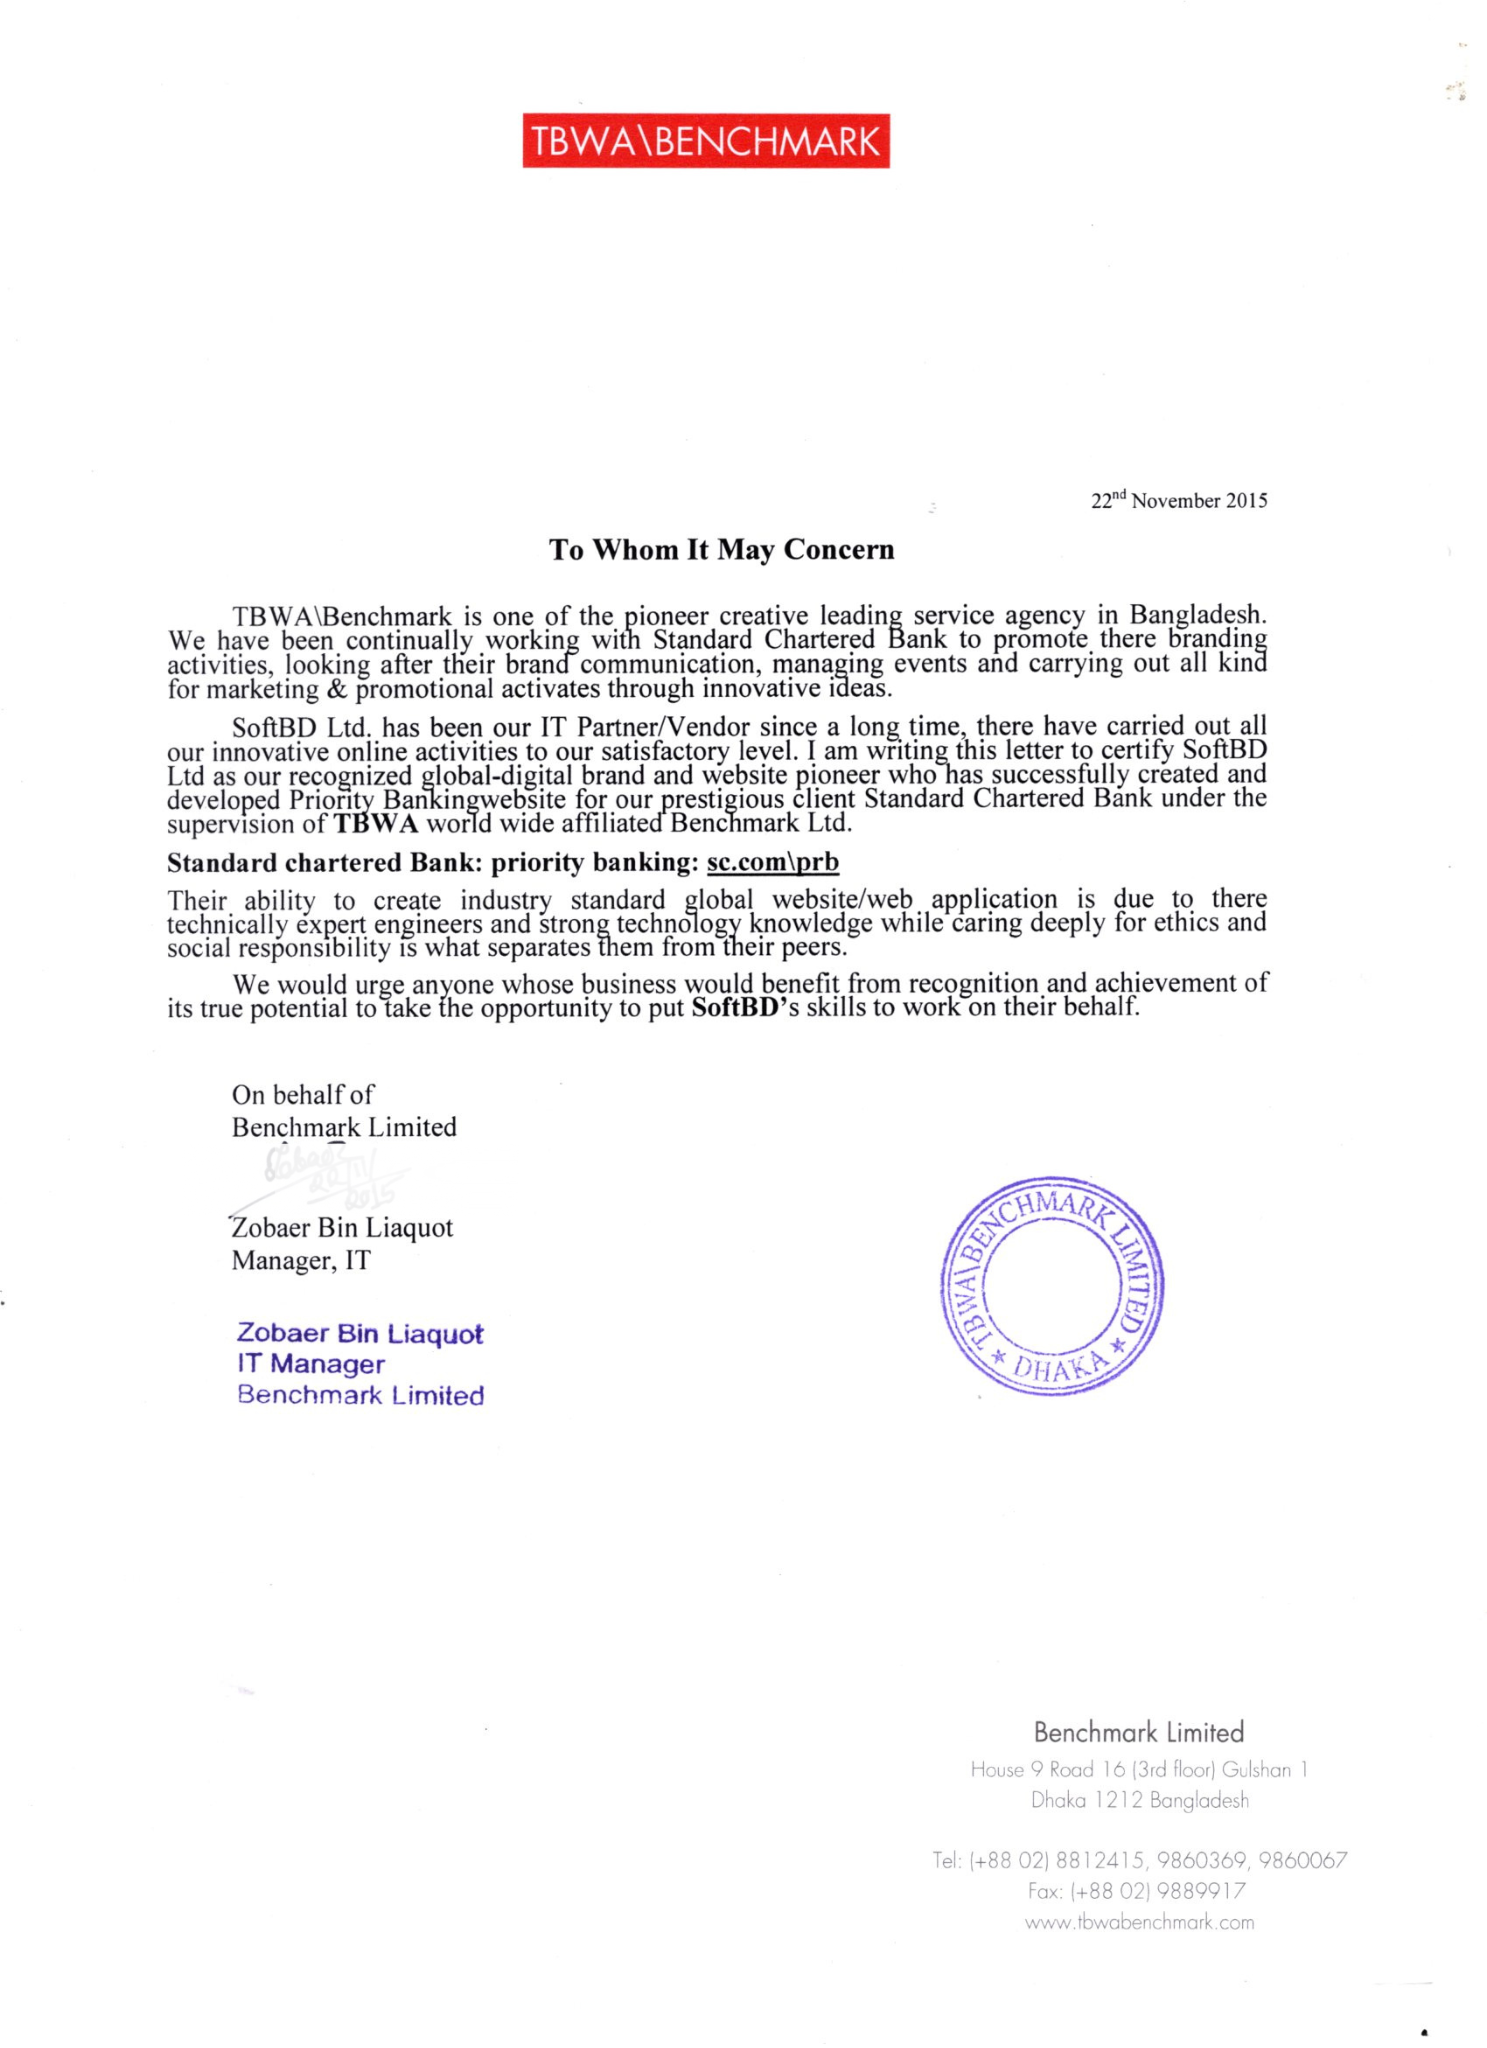 TBWA\BENCHMARK
22nd November 2015
To Whom It May Concern
TBWA\Benchmark is one of the pioneer creative leading service agency in Bangladesh.
We have been continually working with Standard Chartered Bank to promote there branding
activities, looking after their brand communication, managing events and carrying out all kind
for marketing & promotional activates through innovative ideas.
SoftBD Ltd. has been our IT Partner/Vendor since a long time, there have carried out all
our innovative online activities to our satisfactory level. I am writing this letter to certify SoftBD
Ltd as our recognized global-digital brand and website pioneer who has successfully created and
developed Priority Bankingwebsite for our prestigious client Standard Chartered Bank under the
supervision of TBWA world wide affiliated Benchmark Ltd.
Standard chartered Bank: priority banking: sc.com\prb
Their ability to create industry standard global website/web application is due to there
technically expert engineers and strong technology knowledge while caring deeply for ethics and
social responsibility is what separates them from their peers.
We would urge anyone whose business would benefit from recognition and achievement of
its true potential to take the opportunity to put SoftBD's skills to work on their behalf.
On behalf of
Benchmark Limited
2015
Zobaer Bin Liaquot
Manager, IT
Zobaer Bin Liaquot
IT Manager
Benchmark Limited
TBWA\BENCHMARK LIMITED
★ DHAKA ★
Benchmark Limited
House 9 Road 16 (3rd floor) Gulshan 1
Dhaka 1212 Bangladesh
Tel: (+88 02) 8812415, 9860369, 9860067
Fax: (+88 02) 9889917
www.tbwabenchmark.com